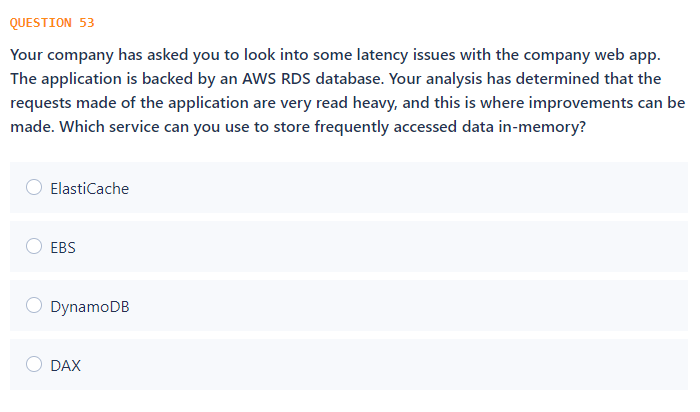 QUESTION 53
Your company has asked you to look into some latency issues with the company web app.
The application is backed by an AWS RDS database. Your analysis has determined that the
requests made of the application are very read heavy, and this is where improvements can be
made. Which service can you use to store frequently accessed data in-memory?
ElastiCache
EBS
DynamoDB
DAX